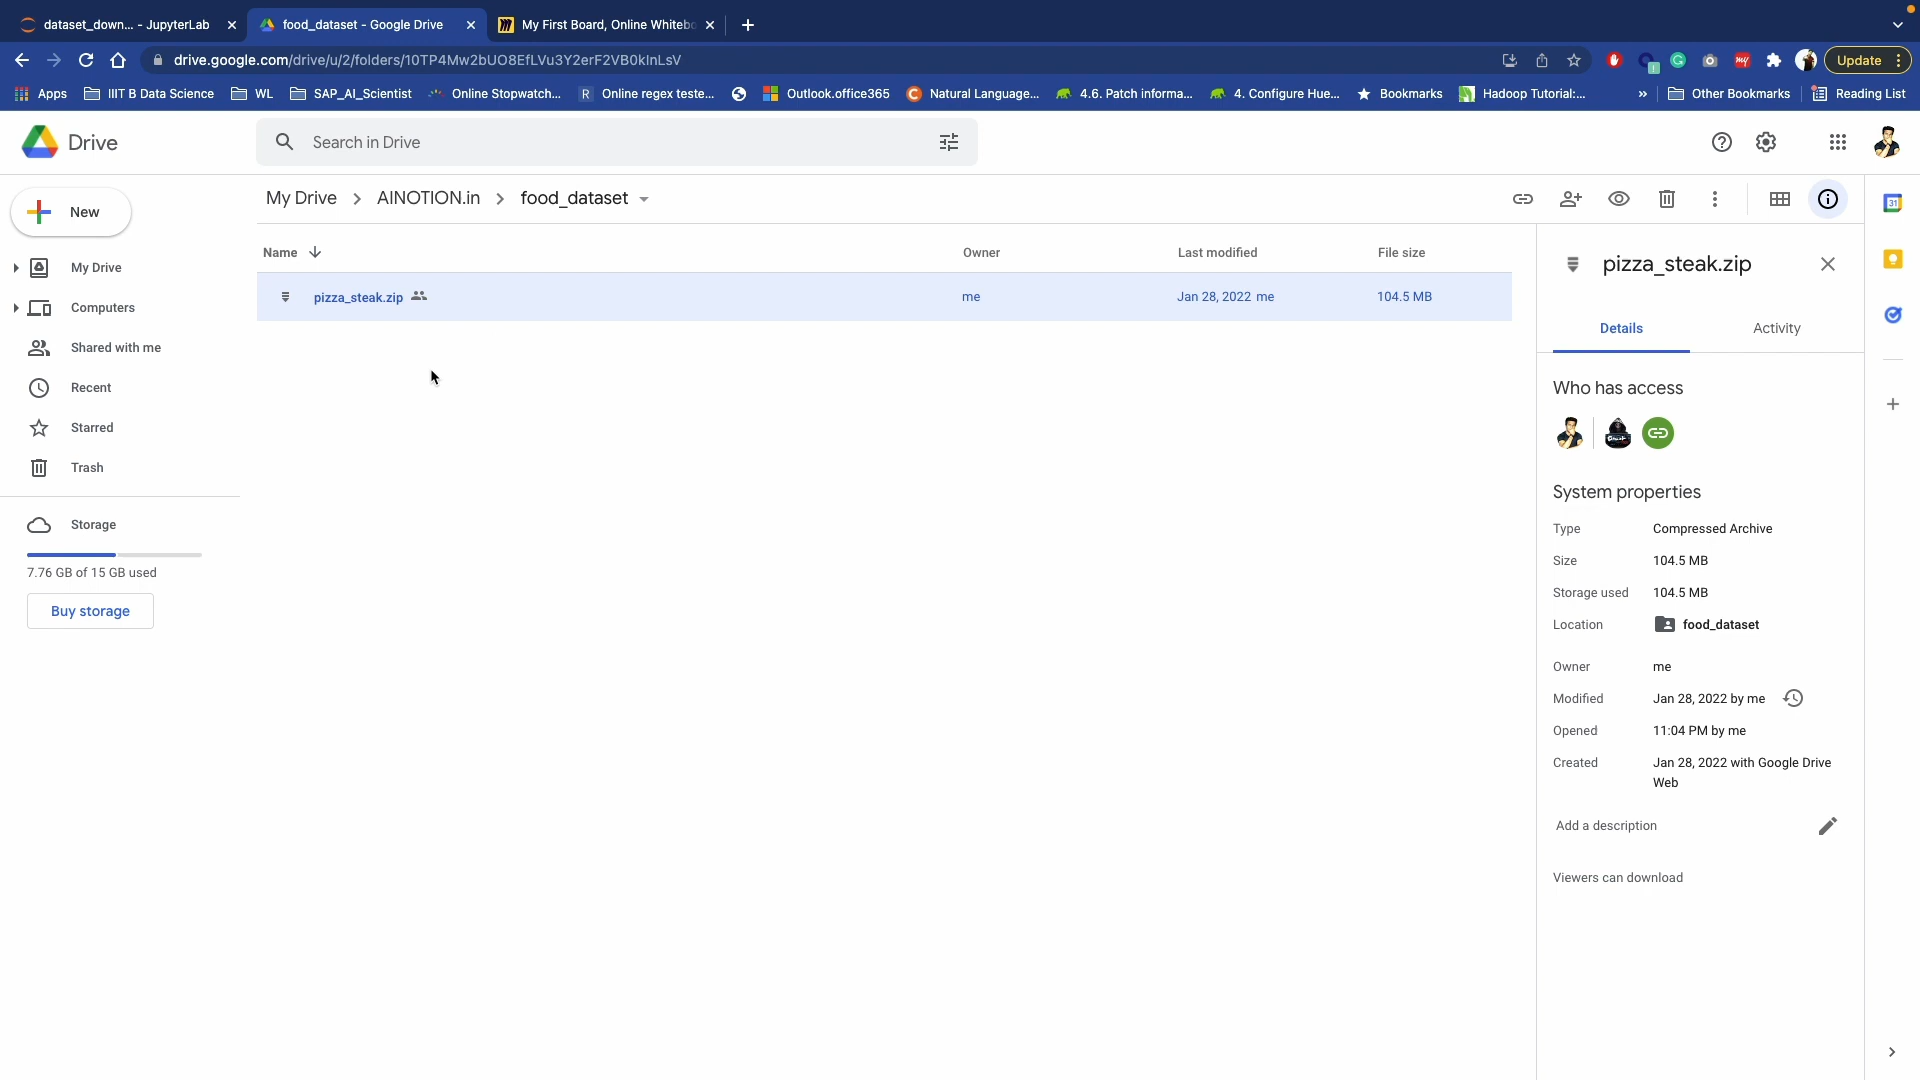 dataset_down... - JupyterLab
food_dataset - Google Drive
My First Board, Online Whitebo
drive.google.com/drive/u/2/folders/10TP4Mw2bUO8EfLVu3Y2erF2VB0kInLsV
Update
Apps
IIIT B Data Science
WL
SAP_AI_Scientist
Online Stopwatch...
Online regex teste...
Outlook.office365
Natural Language...
4.6. Patch informa...
4. Configure Hue...
Bookmarks
Hadoop Tutorial:...
Other Bookmarks
Reading List
Drive
Search in Drive
New
My Drive
Computers
Shared with me
Recent
Starred
Trash
Storage
7.76 GB of 15 GB used
Buy storage
My Drive > AINOTION.in > food_dataset
Name Owner Last modified File size
pizza_steak.zip me Jan 28, 2022 me 104.5 MB
pizza_steak.zip
Details Activity
Who has access
System properties
Type Compressed Archive
Size 104.5 MB
Storage used 104.5 MB
Location food_dataset
Owner me
Modified Jan 28, 2022 by me
Opened 11:04 PM by me
Created Jan 28, 2022 with Google Drive
Web
Add a description
Viewers can download
31